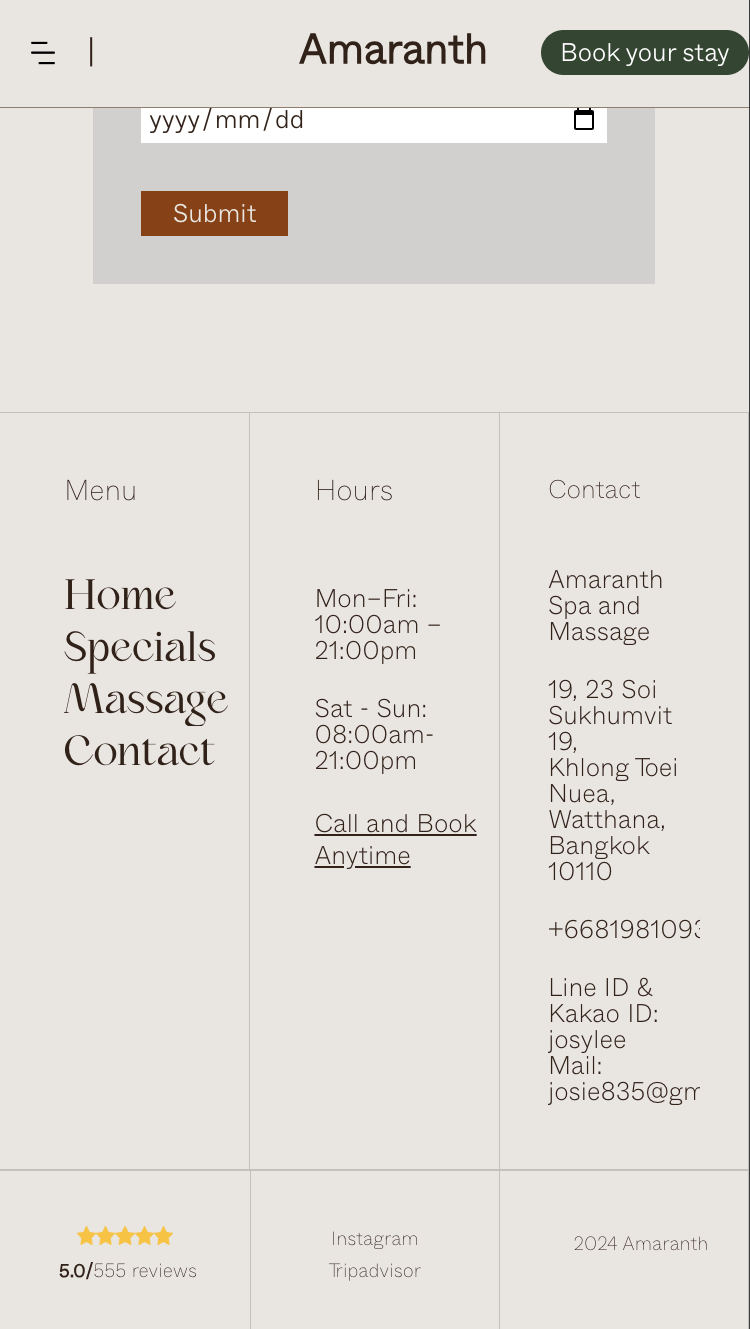 Amaranth
Book your stay
yyyy/mm/dd
Submit
Menu
Home
Specials
Massage
Contact
Hours
Mon–Fri:
10:00am –
21:00pm
Sat - Sun:
08:00am-
21:00pm
Call and Book
Anytime
Contact
Amaranth
Spa and
Massage
19, 23 Soi
Sukhumvit
19,
Khlong Toei
Nuea,
Watthana,
Bangkok
10110
+6681981093
Line ID &
Kakao ID:
josylee
Mail:
josie835@gm
5.0/555 reviews
Instagram
Tripadvisor
2024 Amaranth